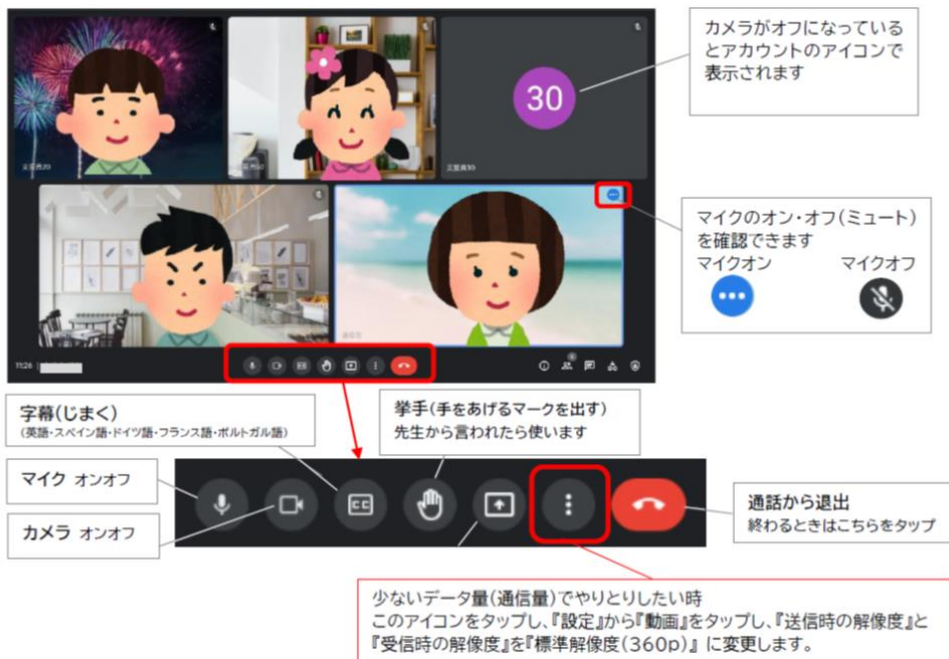 カメラがオフになっている
とアカウントのアイコンで
表示されます
30
マイクのオン・オフ(ミュート)
を確認できます
マイクオン
マイクオフ
11:26
字幕(じまく)
(英語・スペイン語・ドイツ語・フランス語・ポルトガル語)
挙手(手をあげるマークを出す)
先生から言われたら使います
マイク オンオフ
カメラ オンオフ
CC
通話から退出
終わるときはこちらをタップ
少ないデータ量(通信量)でやりとりしたい時
このアイコンをタップし、『設定』から『動画』をタップし、『送信時の解像度』と
『受信時の解像度』を『標準解像度(360p)』に変更します。